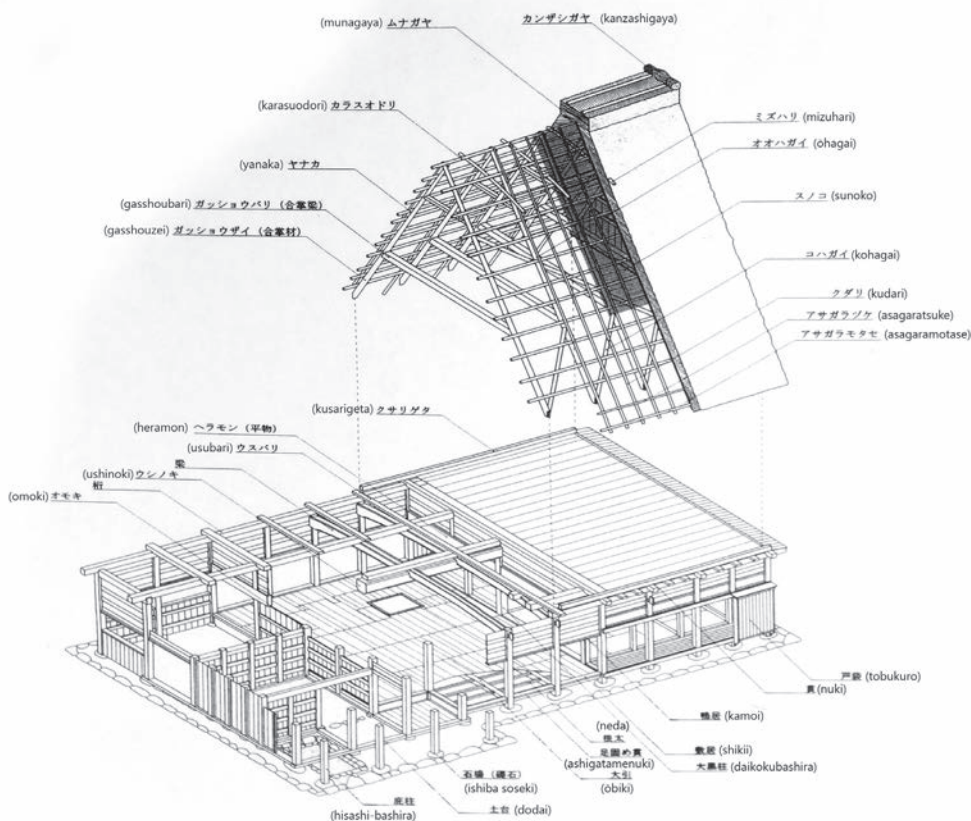 (munagaya) ムナガヤ
カンザシガヤ (kanzashigaya)
(karasuodori) カラスオドリ
ミズハリ (mizuhari)
オオハガイ (ōhagai)
(yanaka) ヤナカ
スノコ (sunoko)
(gasshoubari) ガッショウバリ (合掌梁)
(gasshouzei) ガッショウザイ (合掌材)
コハガイ (kohagai)
クダリ (kudari)
アサガラヅケ (asagaratsuke)
アサガラモタセ (asagaramotase)
(kusarigeta) クサリゲタ
(heramon) ヘラモン (平物)
(usubari) ウスバリ
梁
(ushinoki) ウシノキ
桁
(omoki) オモキ
戸袋 (tobukuro)
貫 (nuki)
鴨居 (kamoi)
(neda)
根太
敷居 (shikii)
足固め貫
(ashigatamenuki)
大黒柱 (daikokubashira)
大引
(ōbiki)
石場 (礎石)
(ishiba soseki)
土台 (dodai)
庇柱
(hisashi-bashira)